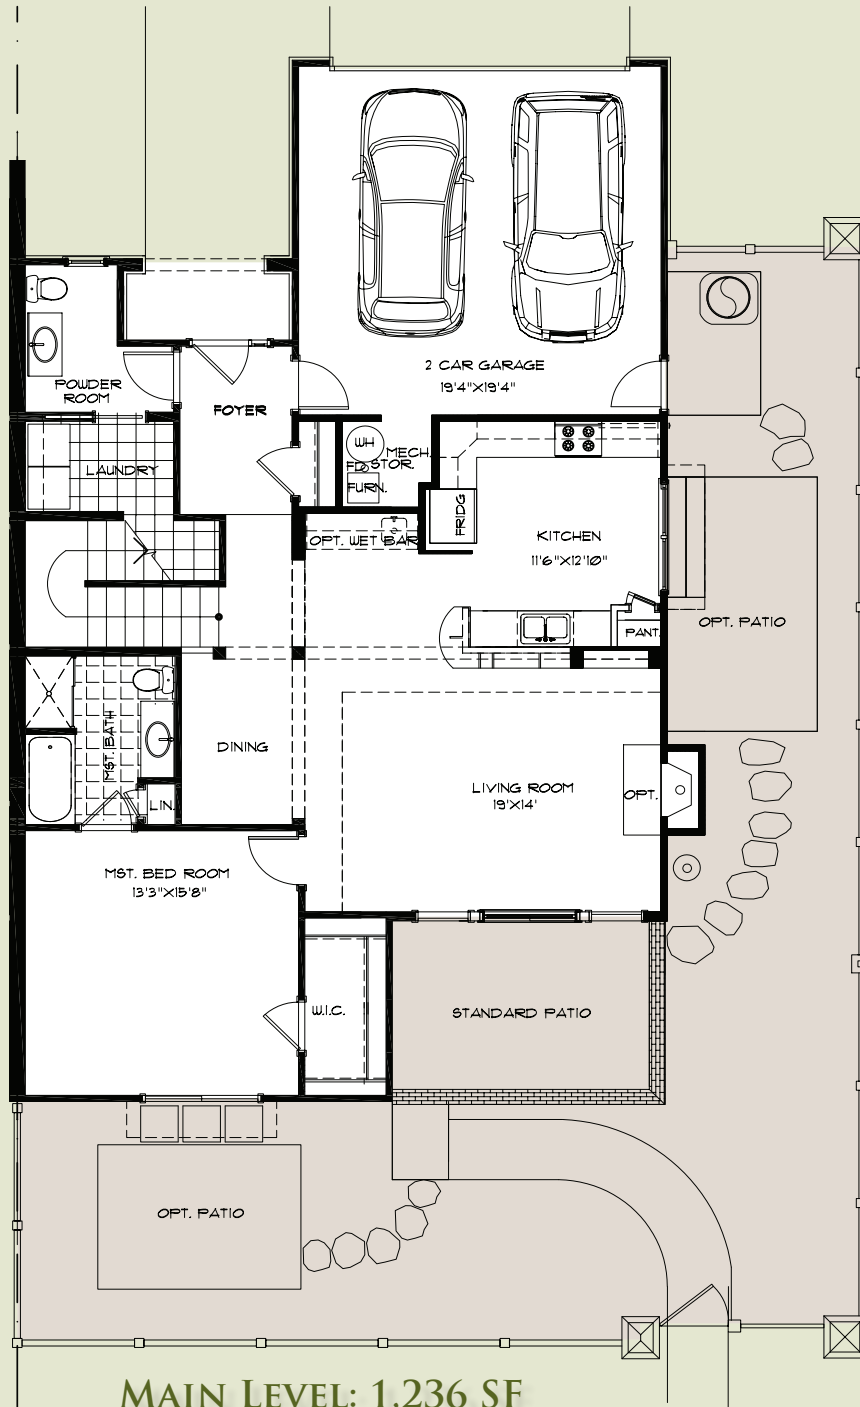 2 CAR GARAGE
19'4"X19'4"
POWDER
ROOM
FOYER
LAUNDRY
WH
MECH.
FD STOR.
FURN.
FRIDG
OPT. WET BAR
KITCHEN
11'6"X12'10"
PANT.
OPT. PATIO
MST. BATH
LIN.
DINING
LIVING ROOM
19'X14'
OPT.
MST. BED ROOM
13'3"X15'8"
W.I.C.
STANDARD PATIO
OPT. PATIO
MAIN LEVEL: 1,236 SF